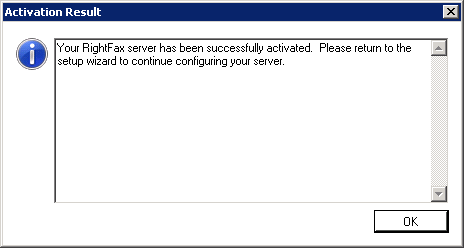 Activation Result
Your RightFax server has been successfully activated.  Please return to the
setup wizard to continue configuring your server.
OK